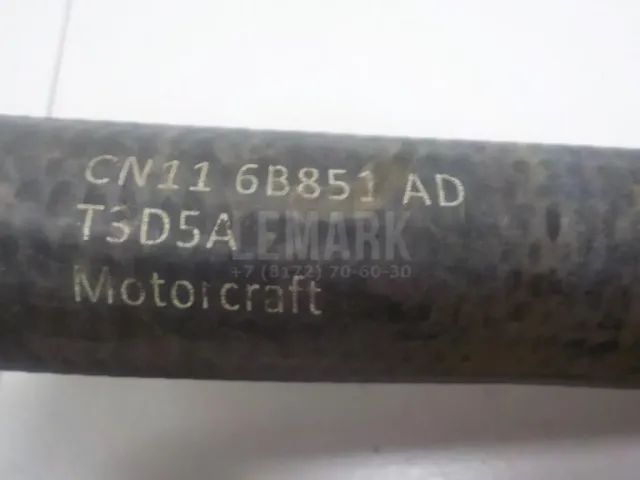 CN11 6B851 AD
T3D5A
Motorcraft
LEMARK
+7 (8172) 70-60-30